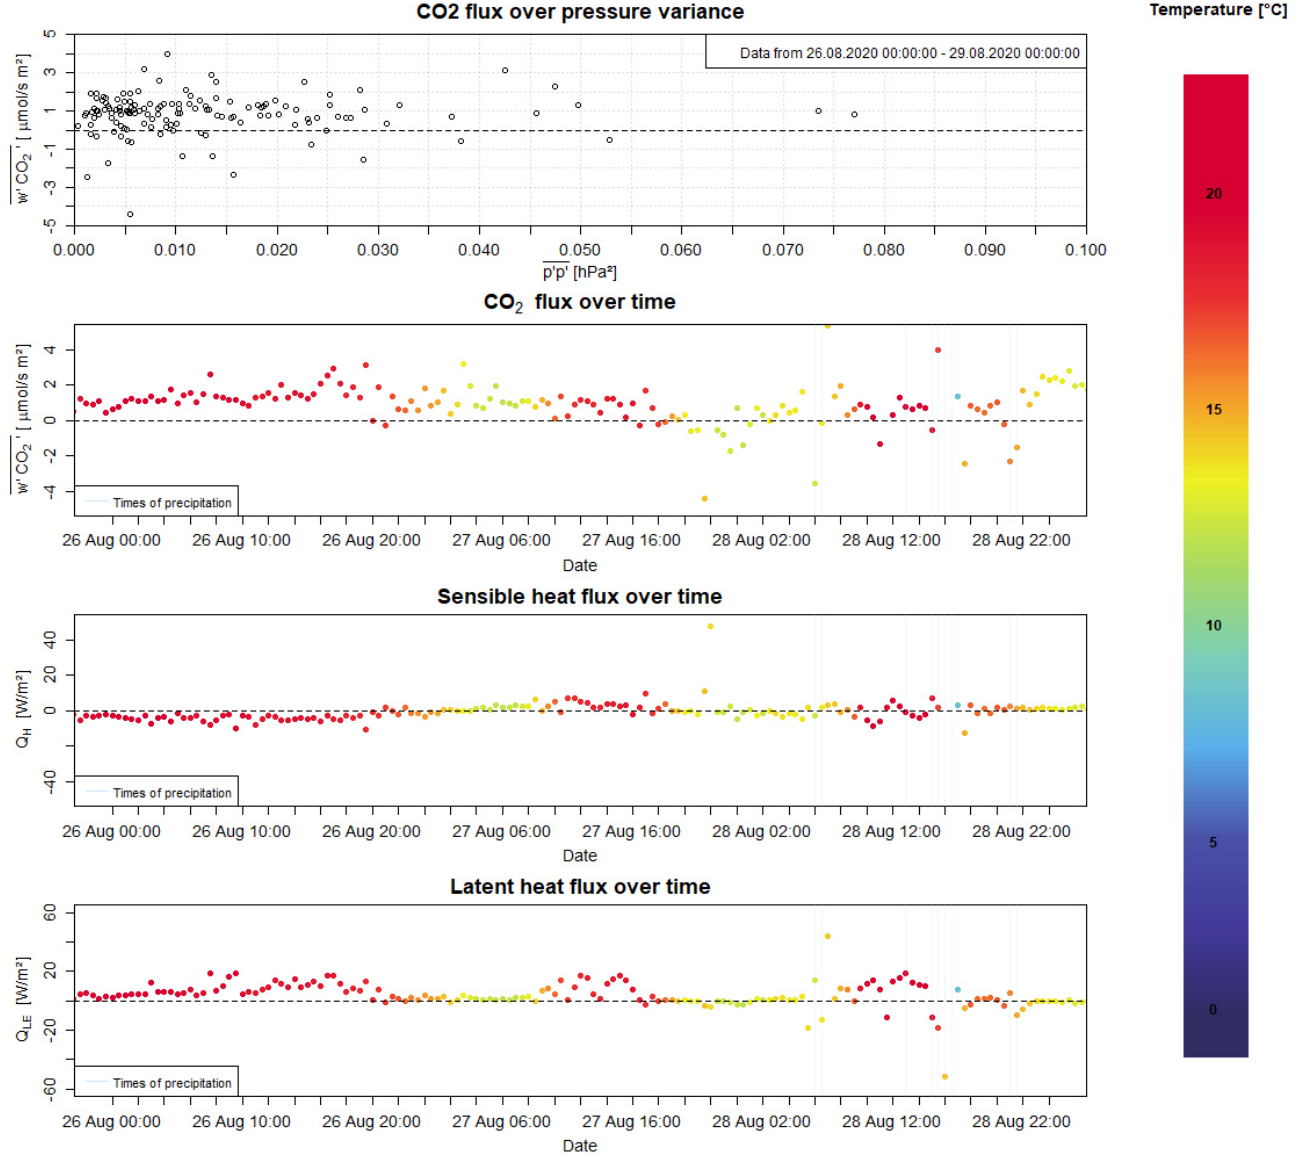 CO2 flux over pressure variance
Temperature [°C]
Data from 26.08.2020 00:00:00 - 29.08.2020 00:00:00
w' CO₂ ' [ μmol/s m²]
5
3
1
-1
-3
-5
0.000 0.010 0.020 0.030 0.040 0.050 0.060 0.070 0.080 0.090 0.100
p'p' [hPa²]
CO₂ flux over time
w' CO₂ ' [ μmol/s m²]
4
2
0
-2
-4
Times of precipitation
26 Aug 00:00 26 Aug 10:00 26 Aug 20:00 27 Aug 06:00 27 Aug 16:00 28 Aug 02:00 28 Aug 12:00 28 Aug 22:00
Date
Sensible heat flux over time
Q_H [W/m²]
40
20
0
-40
Times of precipitation
26 Aug 00:00 26 Aug 10:00 26 Aug 20:00 27 Aug 06:00 27 Aug 16:00 28 Aug 02:00 28 Aug 12:00 28 Aug 22:00
Date
Latent heat flux over time
Q_LE [W/m²]
60
20
-20
-60
Times of precipitation
26 Aug 00:00 26 Aug 10:00 26 Aug 20:00 27 Aug 06:00 27 Aug 16:00 28 Aug 02:00 28 Aug 12:00 28 Aug 22:00
Date
20
15
10
5
0